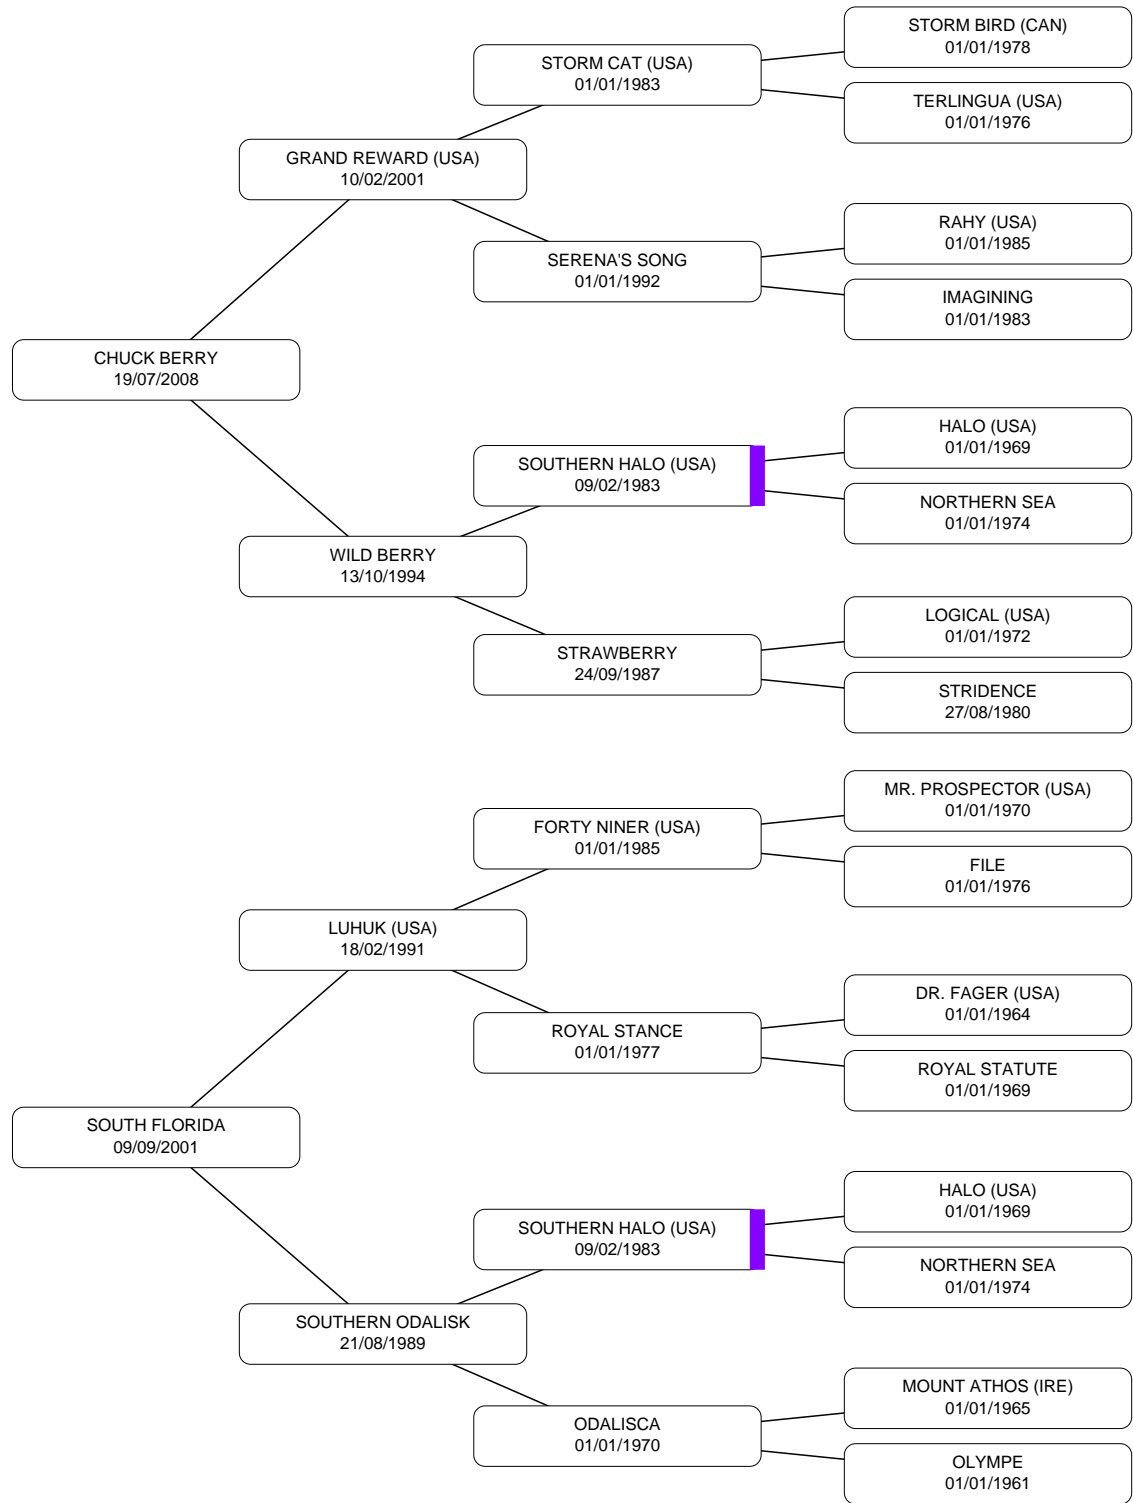 STORM BIRD (CAN)
01/01/1978
STORM CAT (USA)
01/01/1983
TERLINGUA (USA)
01/01/1976
GRAND REWARD (USA)
10/02/2001
RAHY (USA)
01/01/1985
SERENA'S SONG
01/01/1992
IMAGINING
01/01/1983
CHUCK BERRY
19/07/2008
HALO (USA)
01/01/1969
SOUTHERN HALO (USA)
09/02/1983
NORTHERN SEA
01/01/1974
WILD BERRY
13/10/1994
LOGICAL (USA)
01/01/1972
STRAWBERRY
24/09/1987
STRIDENCE
27/08/1980
MR. PROSPECTOR (USA)
01/01/1970
FORTY NINER (USA)
01/01/1985
FILE
01/01/1976
LUHUK (USA)
18/02/1991
DR. FAGER (USA)
01/01/1964
ROYAL STANCE
01/01/1977
ROYAL STATUTE
01/01/1969
SOUTH FLORIDA
09/09/2001
HALO (USA)
01/01/1969
SOUTHERN HALO (USA)
09/02/1983
NORTHERN SEA
01/01/1974
SOUTHERN ODALISK
21/08/1989
MOUNT ATHOS (IRE)
01/01/1965
ODALISCA
01/01/1970
OLYMPE
01/01/1961